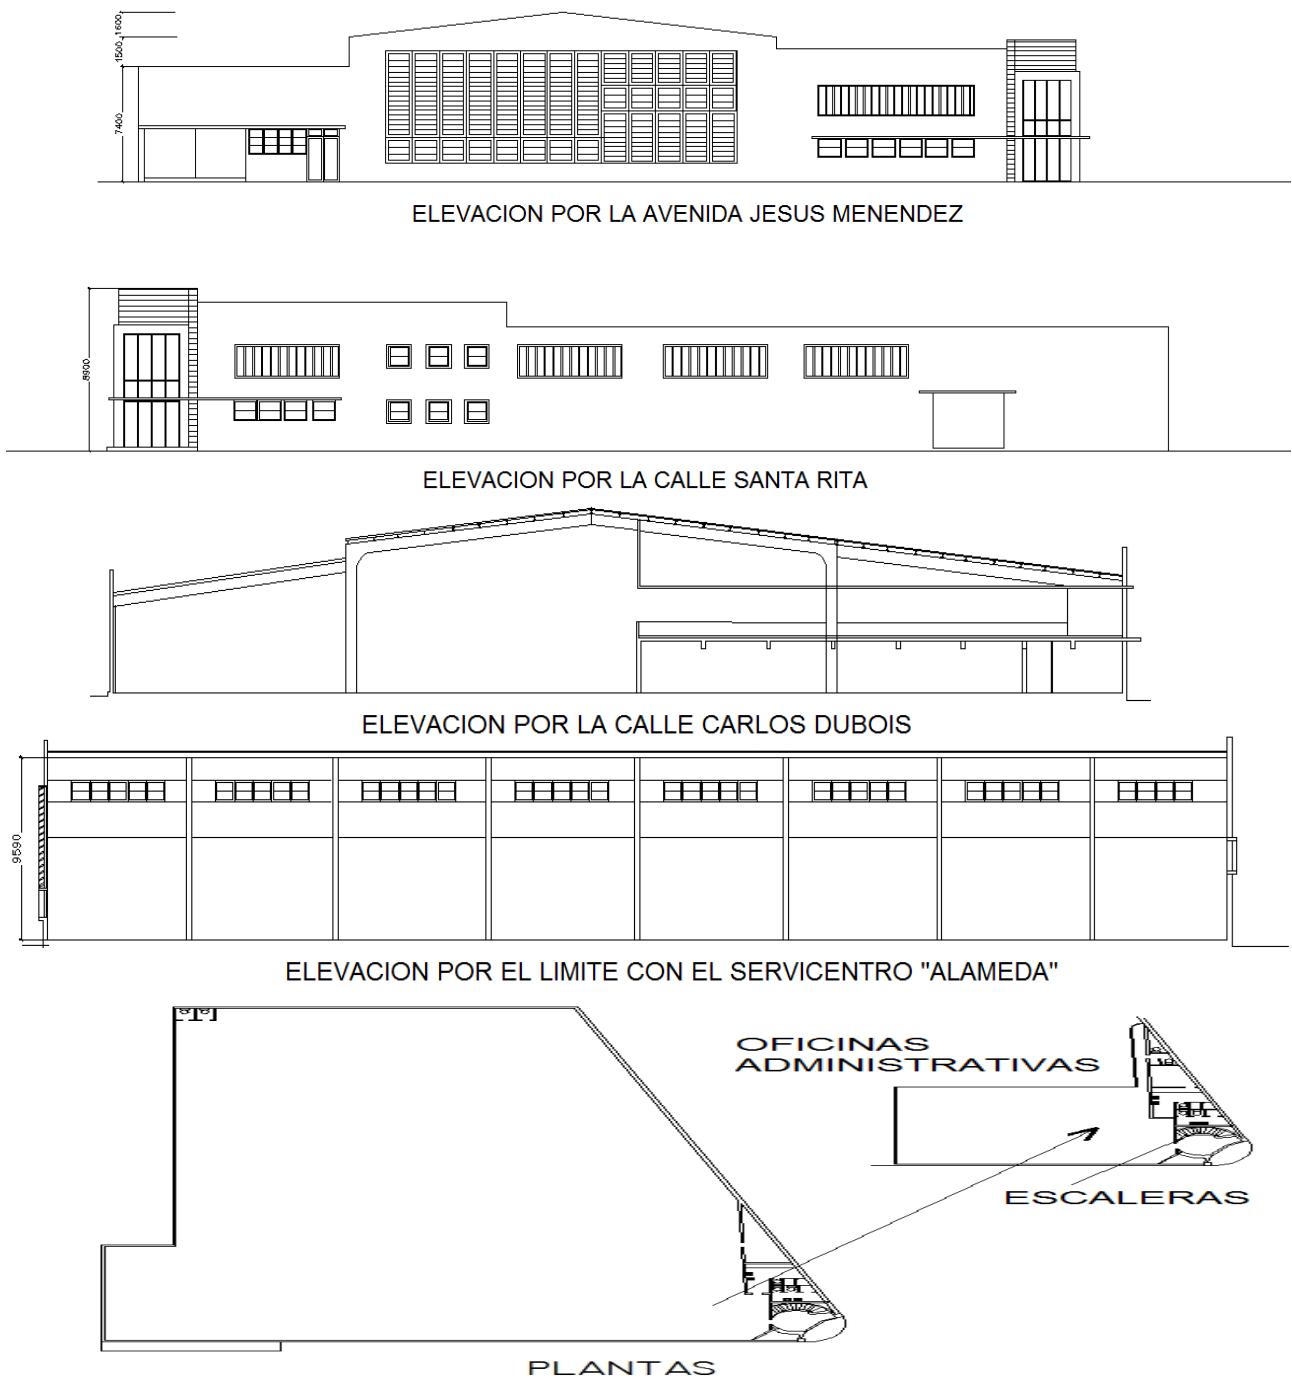 1600
1500
7400
ELEVACION POR LA AVENIDA JESUS MENENDEZ
8900
ELEVACION POR LA CALLE SANTA RITA
ELEVACION POR LA CALLE CARLOS DUBOIS
9590
ELEVACION POR EL LIMITE CON EL SERVICENTRO "ALAMEDA"
OFICINAS
ADMINISTRATIVAS
ESCALERAS
PLANTAS